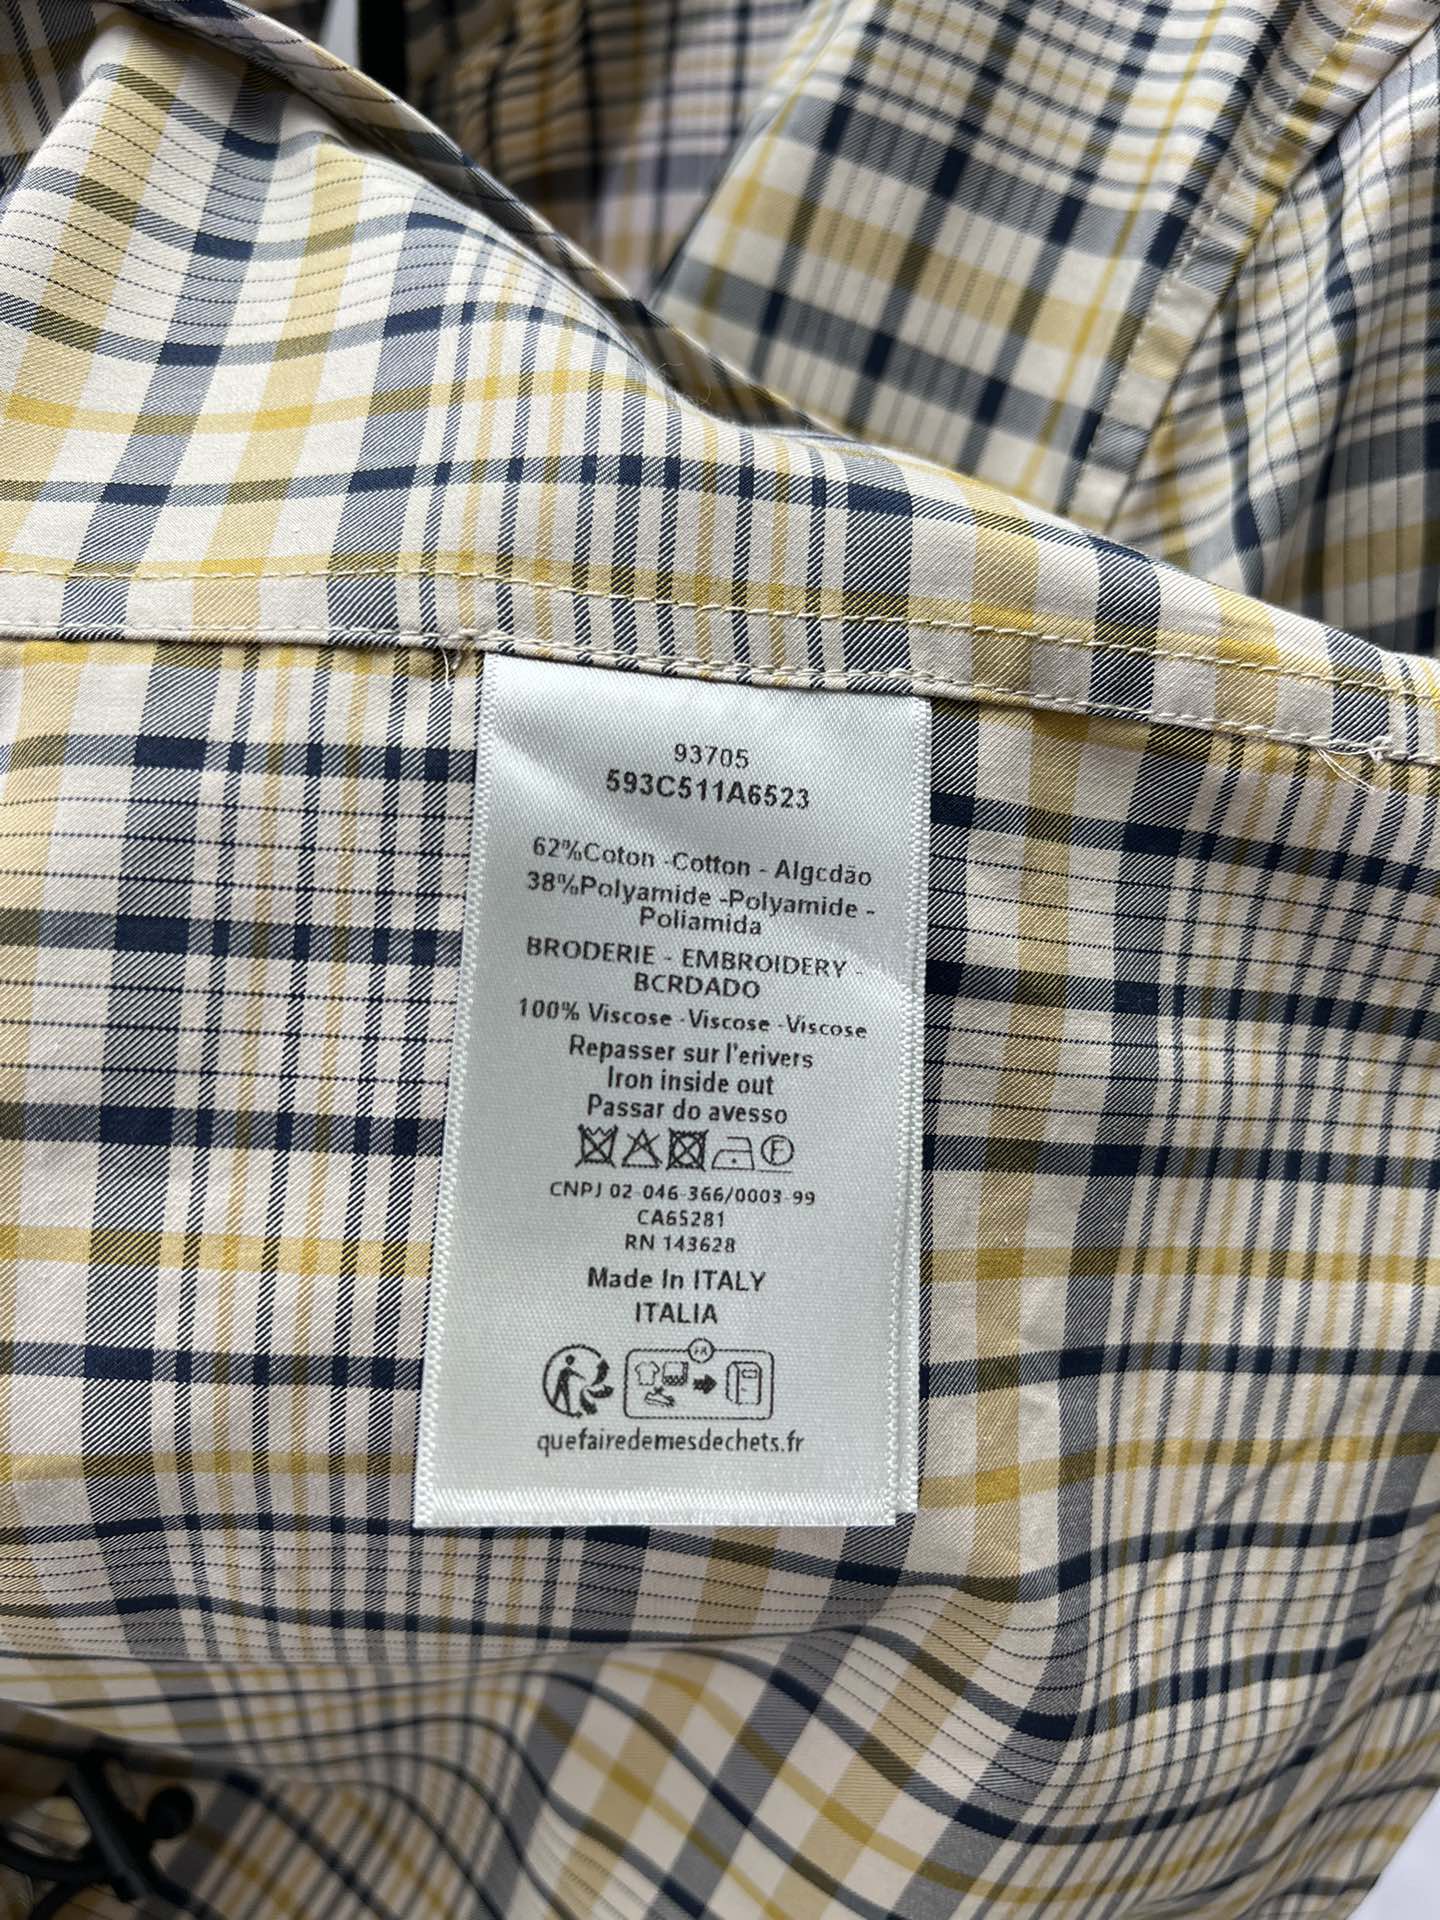 93705
593C511A6523
62%Coton -Cotton - Algcdão
38%Polyamide -Polyamide -
Poliamida
BRODERIE - EMBROIDERY -
BCRDADO
100% Viscose -Viscose -Viscose
Repasser sur l'erivers
Iron inside out
Passar do avesso
F
CNPJ 02-046-366/0003-99
CA65281
RN 143628
Made In ITALY
ITALIA
FR
quefairedemesdechets.fr